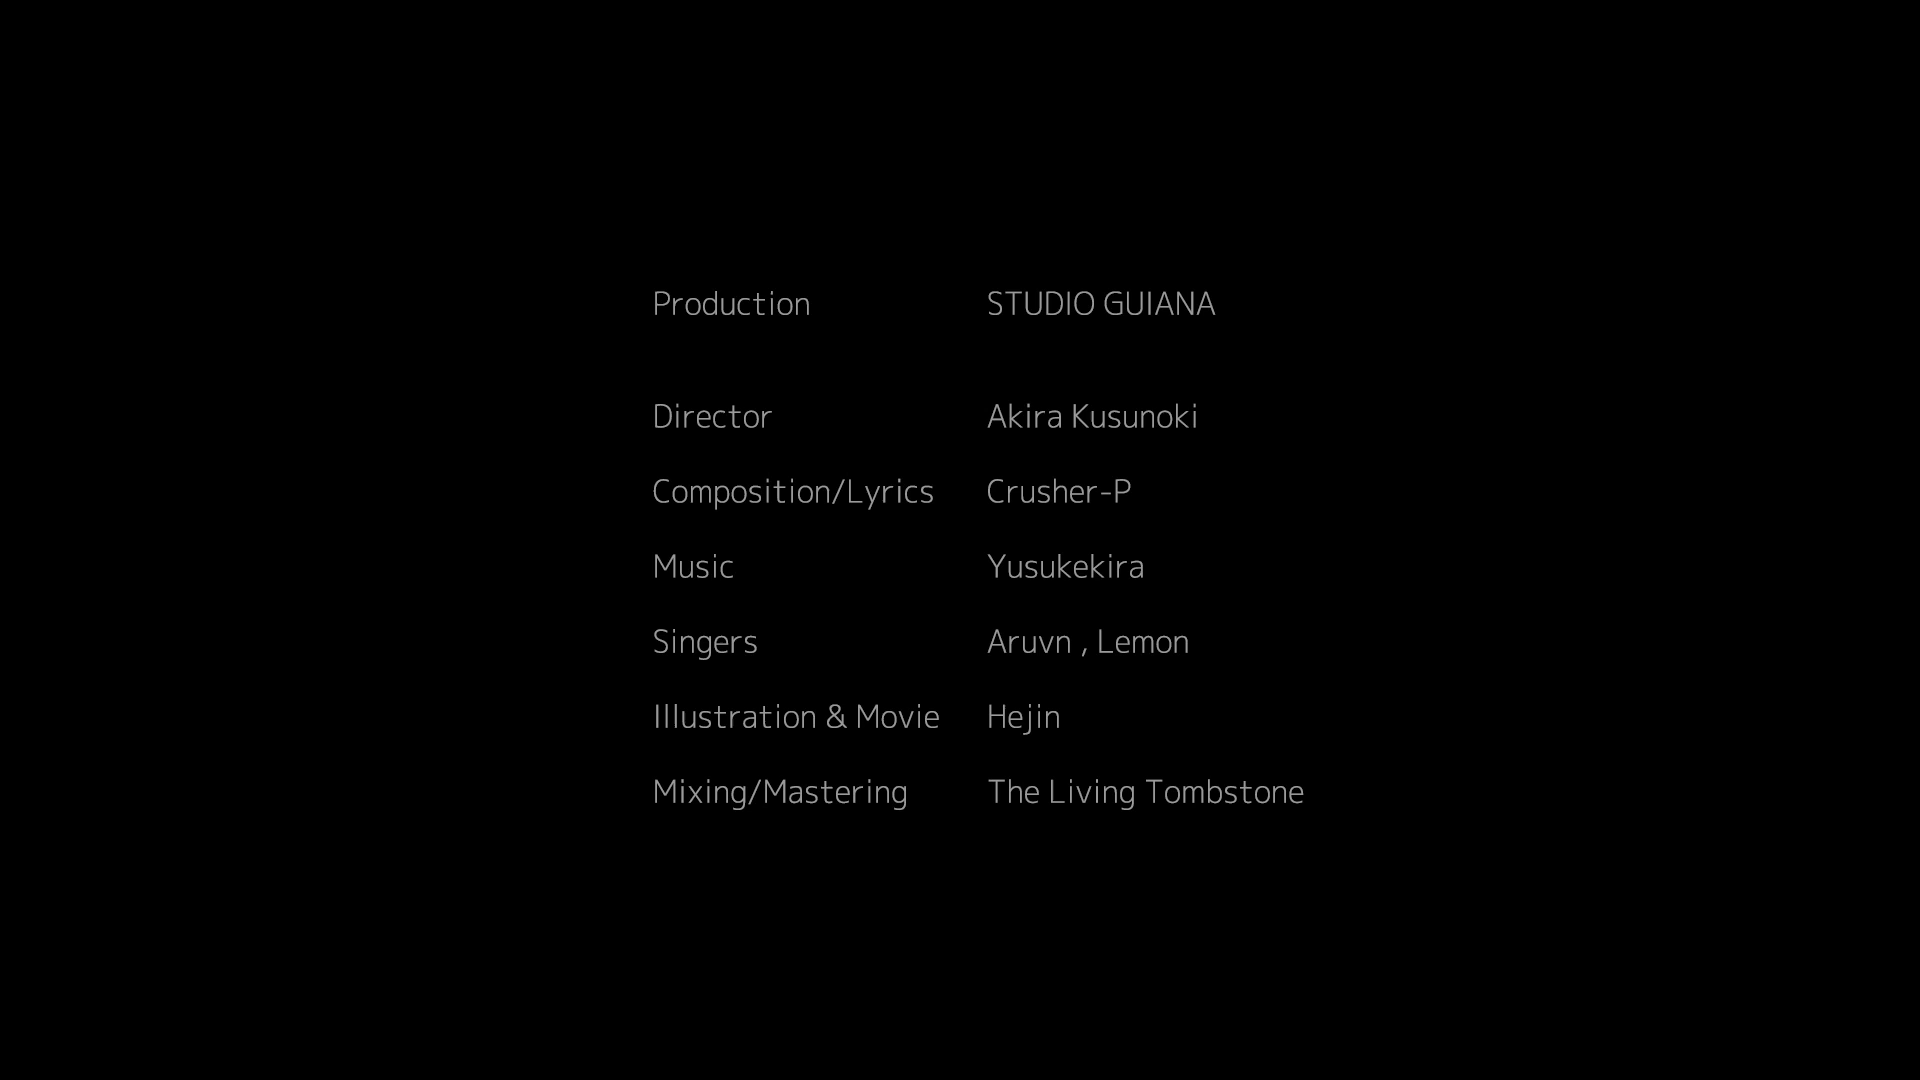 Production STUDIO GUIANA
Director Akira Kusunoki
Composition/Lyrics Crusher-P
Music Yusukekira
Singers Aruvn , Lemon
Illustration & Movie Hejin
Mixing/Mastering The Living Tombstone